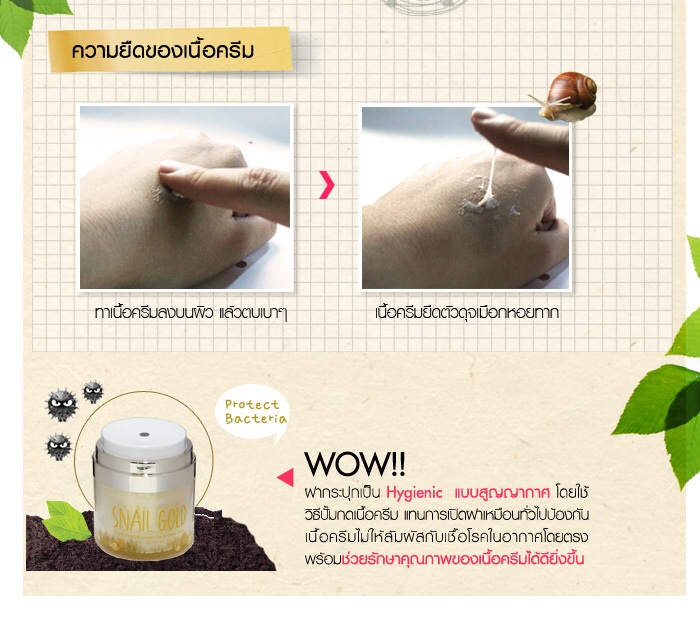 ความยืดของเนื้อครีม
ทาเนื้อครีมลงบนผิว แล้วตบเบาๆ
เนื้อครีมยืดตัวดุจเมือกหอยทาก
Protect
Bacteria
SNAIL GOLD
WOW!!
ฝากระปุกเป็น Hygienic แบบสูญญากาศ โดยใช้
วิธีปั๊มกดเนื้อครีม แทนการเปิดฝาเหมือนทั่วไปป้องกัน
เนื้อครีมไม่ให้สัมผัสกับเชื้อโรคในอากาศโดยตรง
พร้อมช่วยรักษาคุณภาพของเนื้อครีมได้ดียิ่งขึ้น